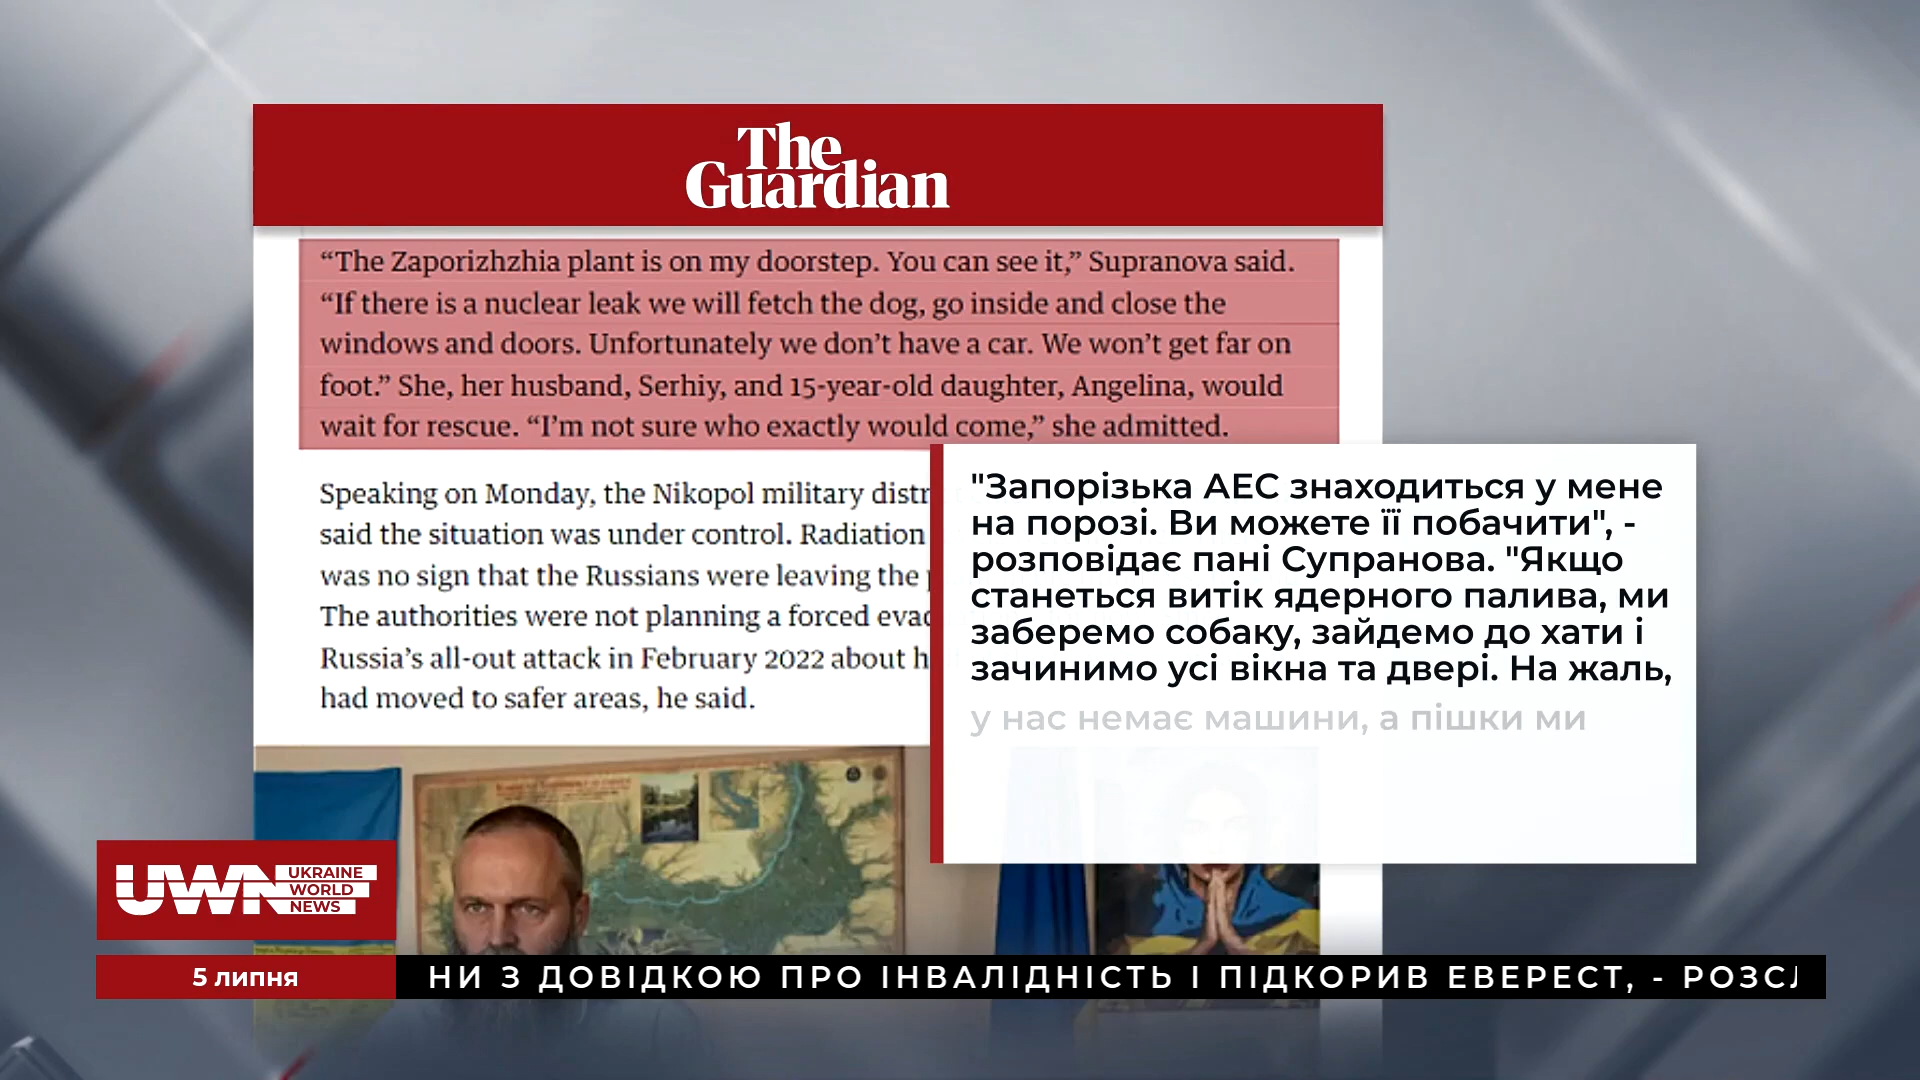 The
Guardian
“The Zaporizhzhia plant is on my doorstep. You can see it,” Supranova said.
“If there is a nuclear leak we will fetch the dog, go inside and close the
windows and doors. Unfortunately we don’t have a car. We won’t get far on
foot.” She, her husband, Serhiy, and 15-year-old daughter, Angelina, would
wait for rescue. “I’m not sure who exactly would come,” she admitted.
Speaking on Monday, the Nikopol military
said the situation was under control. Radiation
was no sign that the Russians were leaving the
The authorities were not planning a forced
Russia’s all-out attack in February 2022 about
had moved to safer areas, he said.
"Запорізька АЕС знаходиться у мене
на порозі. Ви можете її побачити", -
розповідає пані Супранова. "Якщо
станеться витік ядерного палива, ми
заберемо собаку, зайдемо до хати і
зачинимо усі вікна та двері. На жаль,
у нас немає машини, а пішки ми
UWN UKRAINE
WORLD
NEWS
5 липня
НИ З ДОВІДКОЮ ПРО ІНВАЛІДНІСТЬ І ПІДКОРИВ ЕВЕРЕСТ, -